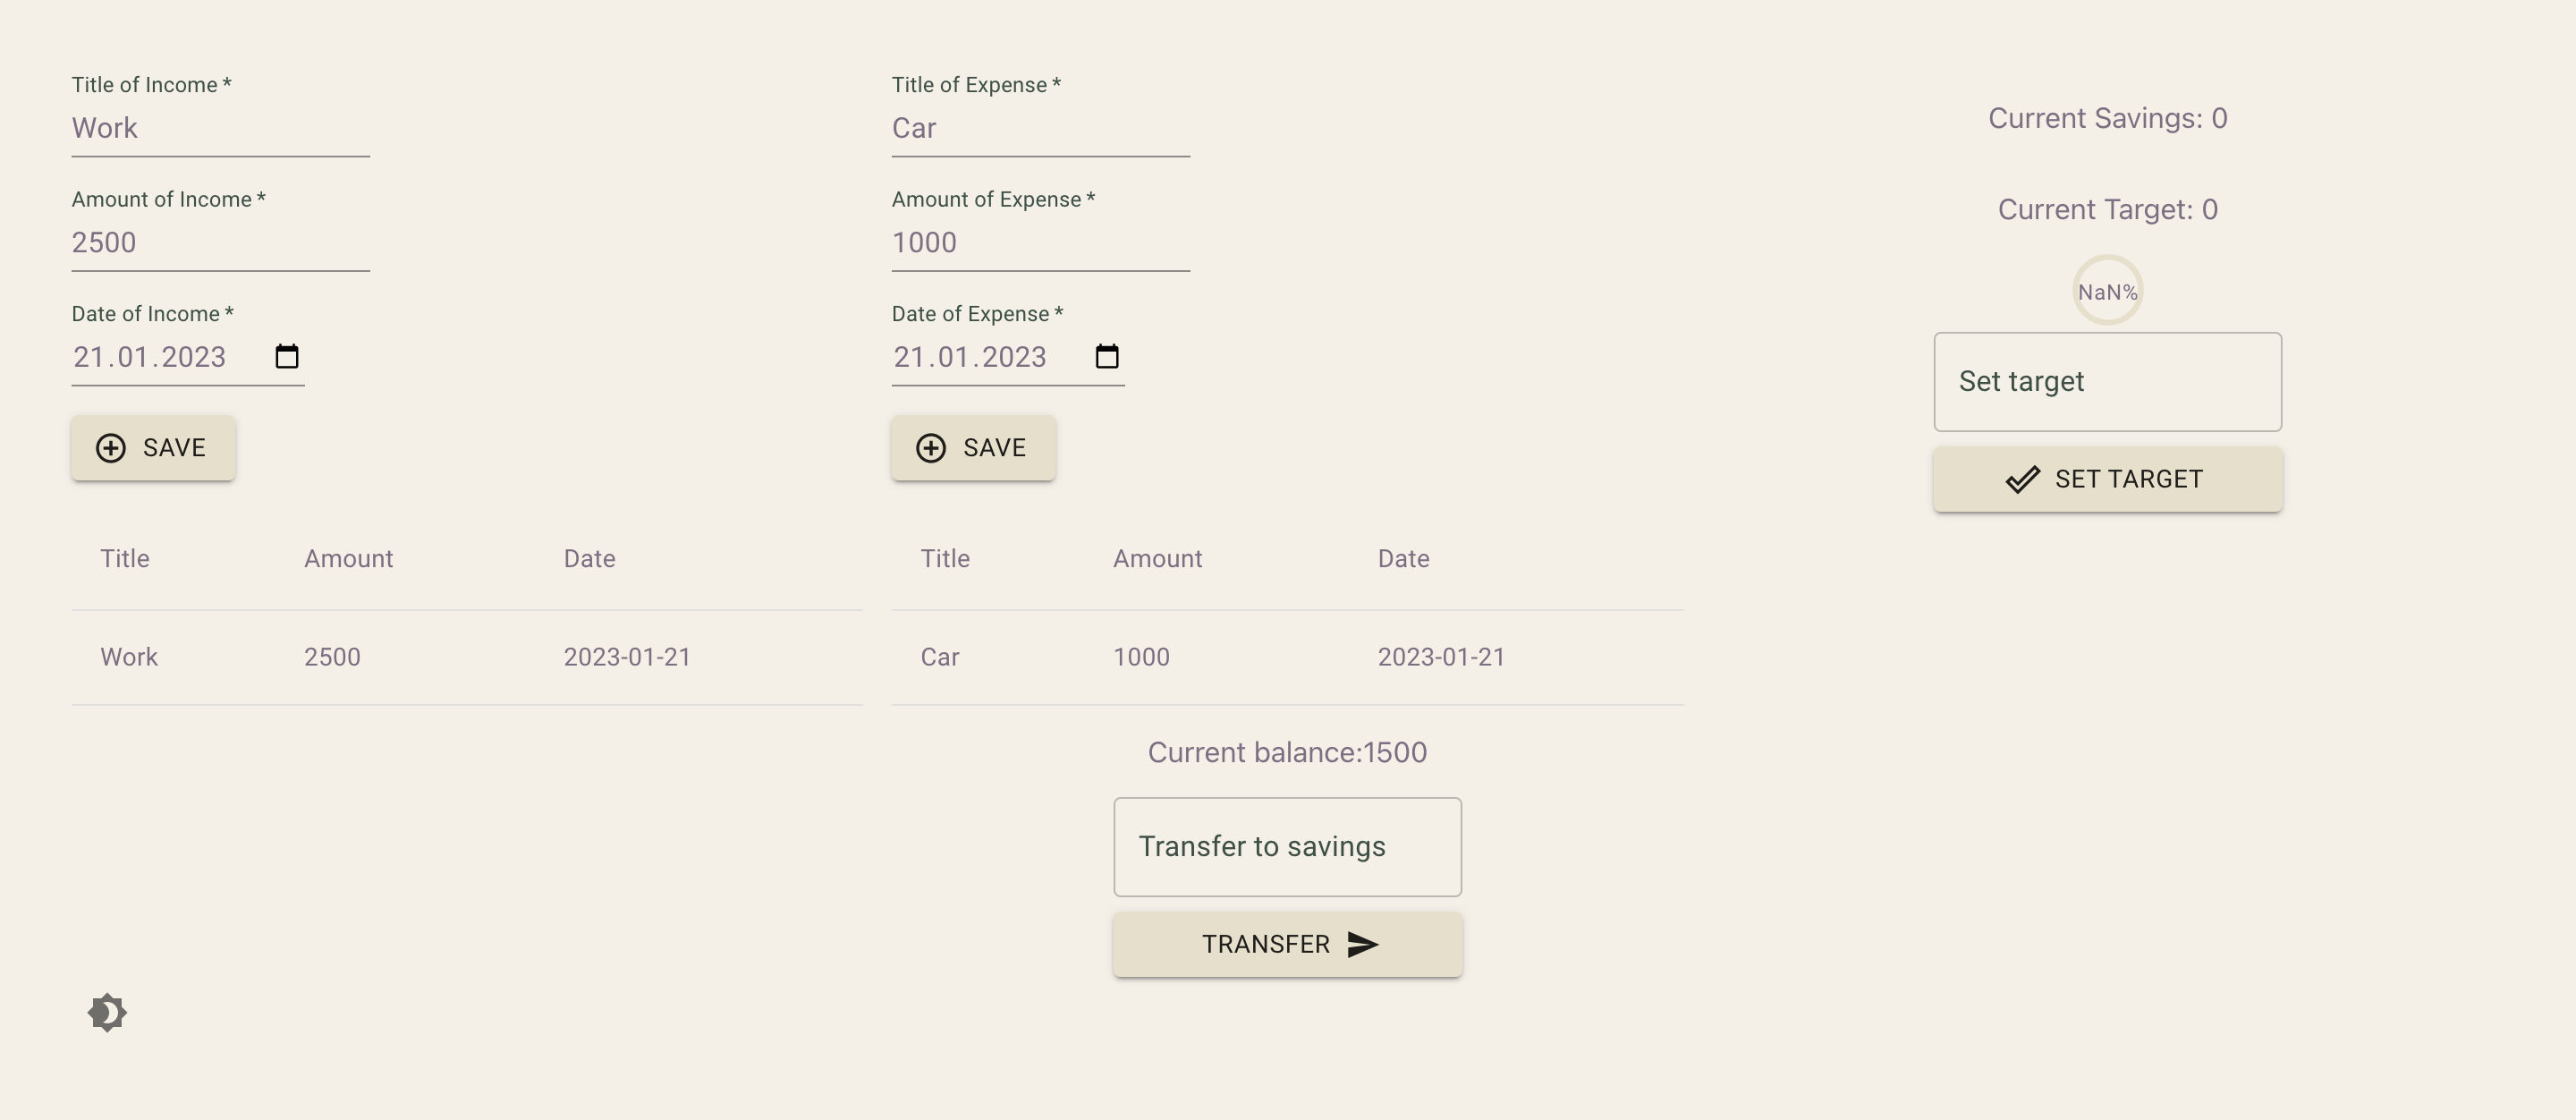 Title of Income *
Work
Amount of Income *
2500
Date of Income *
21.01.2023
SAVE
Title Amount Date
Work 2500 2023-01-21
Title of Expense *
Car
Amount of Expense *
1000
Date of Expense *
21.01.2023
SAVE
Title Amount Date
Car 1000 2023-01-21
Current balance:1500
Transfer to savings
TRANSFER
Current Savings: 0
Current Target: 0
NaN%
Set target
SET TARGET